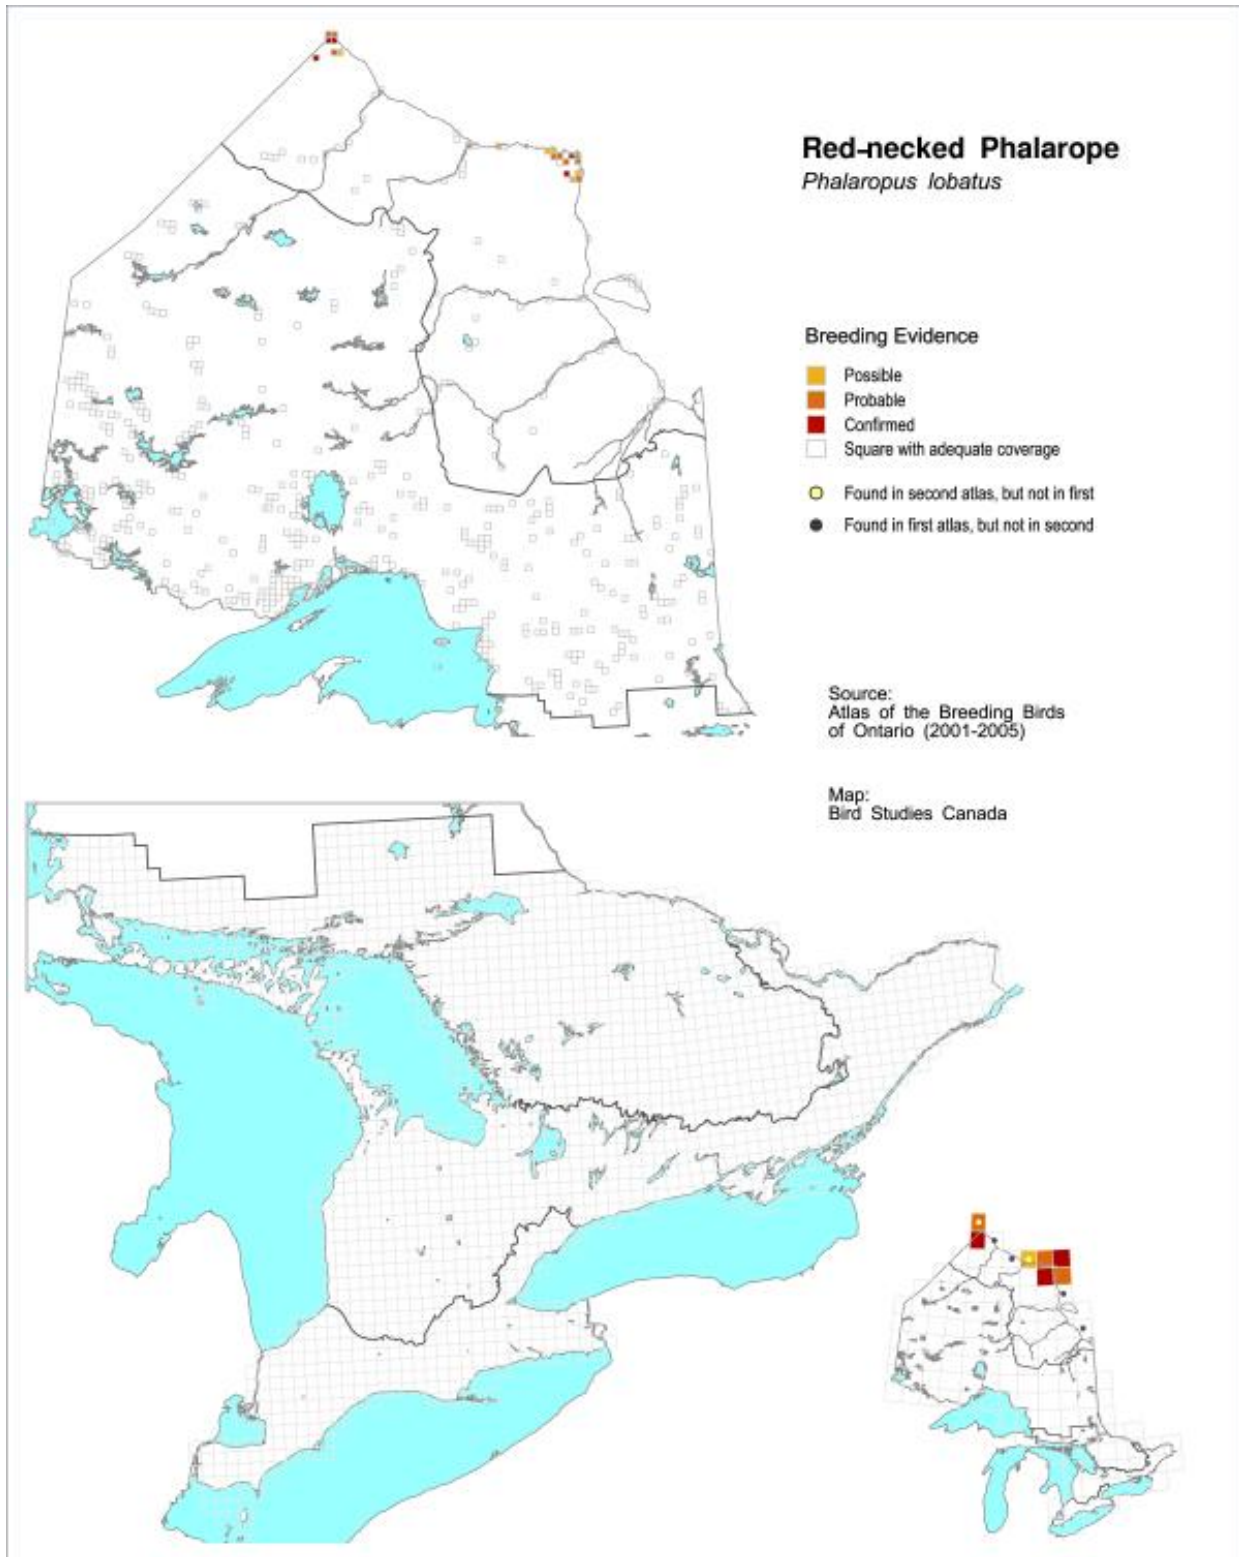 Red-necked Phalarope
Phalaropus lobatus
Breeding Evidence
Possible
Probable
Confirmed
Square with adequate coverage
Found in second atlas, but not in first
Found in first atlas, but not in second
Source:
Atlas of the Breeding Birds
of Ontario (2001-2005)
Map:
Bird Studies Canada